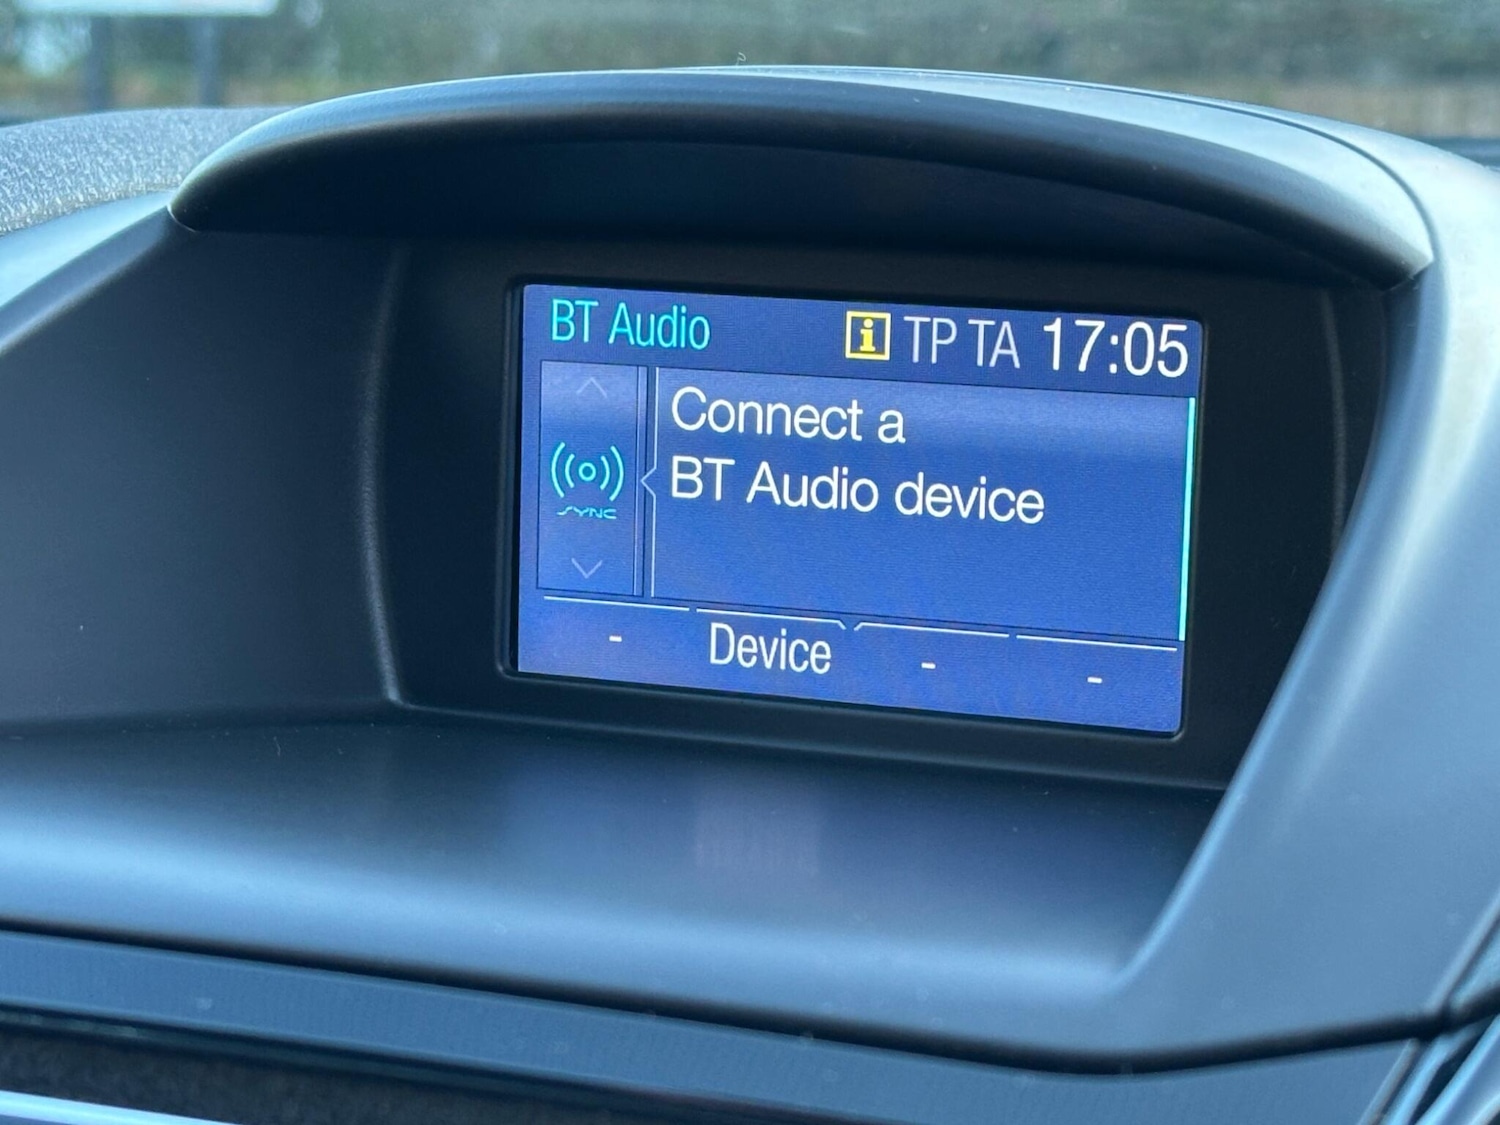 BT Audio i TP TA 17:05
Connect a
BT Audio device
SYNC
- Device - -